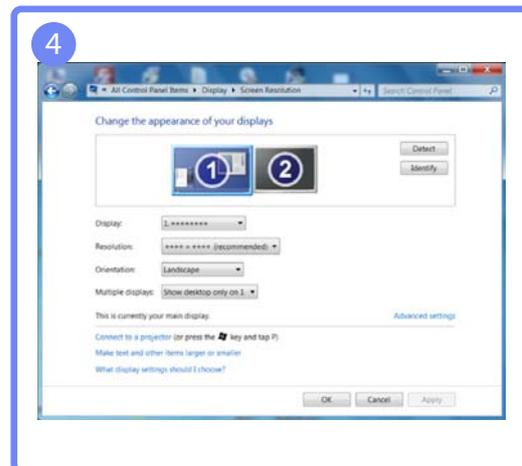 4
All Control Panel Items ▸ Display ▸ Screen Resolution
Search Control Panel
Change the appearance of your displays
1 2
Detect
Identify
Display: 1. ********
Resolution: **** × **** (recommended)
Orientation: Landscape
Multiple displays: Show desktop only on 1
This is currently your main display.
Advanced settings
Connect to a projector (or press the key and tap P)
Make text and other items larger or smaller
What display settings should I choose?
OK Cancel Apply